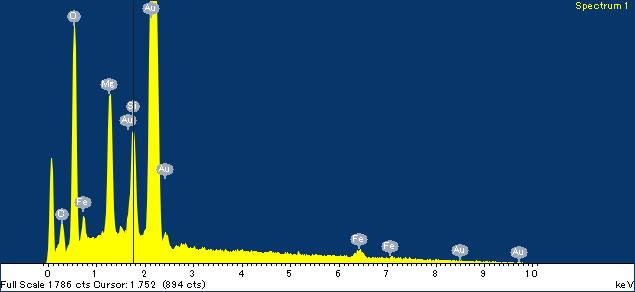 Spectrum 1
O
Au
Mg
Si
Au
Au
O
Fe
Fe
Fe
Au
Au
0 1 2 3 4 5 6 7 8 9 10
Full Scale 1786 cts Cursor: 1.752 (894 cts) keV